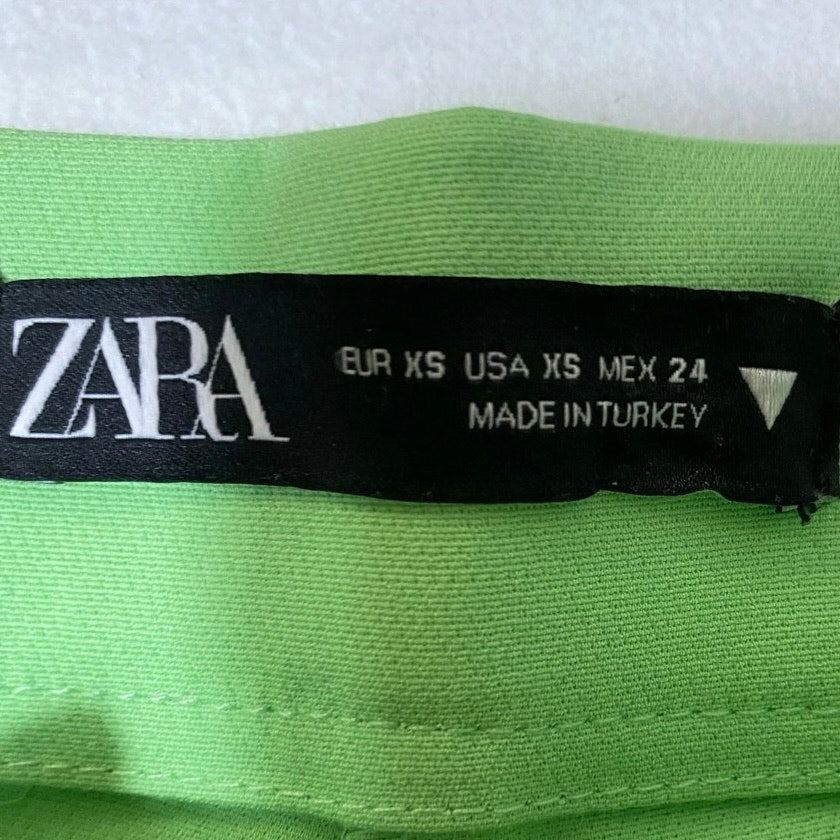 ZARA
EUR XS USA XS MEX 24
MADE IN TURKEY